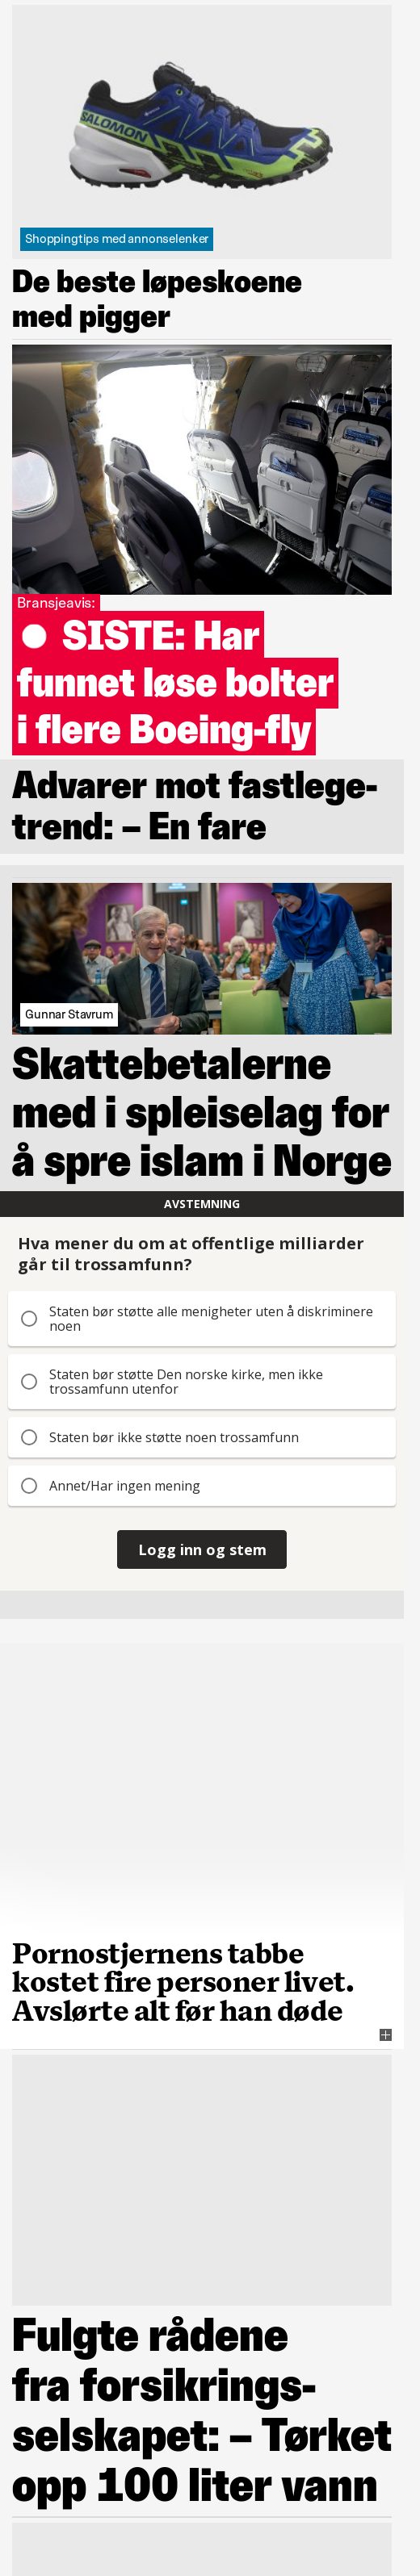 SALOMON
Shoppingtips med annonselenker
De beste løpeskoene
med pigger
Bransjeavis:
SISTE: Har
funnet løse bolter
i flere Boeing-fly
Advarer mot fastlege-
trend: – En fare
Gunnar Stavrum
Skattebetalerne
med i spleiselag for
å spre islam i Norge
AVSTEMNING
Hva mener du om at offentlige milliarder
går til trossamfunn?
Staten bør støtte alle menigheter uten å diskriminere
noen
Staten bør støtte Den norske kirke, men ikke
trossamfunn utenfor
Staten bør ikke støtte noen trossamfunn
Annet/Har ingen mening
Logg inn og stem
Pornostjernens tabbe
kostet fire personer livet.
Avslørte alt før han døde
Fulgte rådene
fra forsikrings-
selskapet: – Tørket
opp 100 liter vann